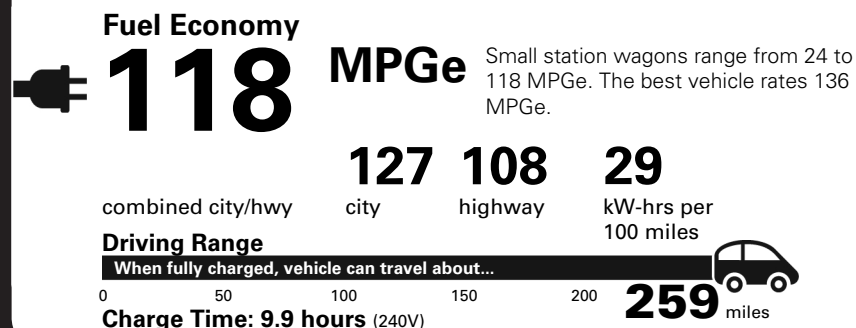 Fuel Economy
118 MPGe
Small station wagons range from 24 to
118 MPGe. The best vehicle rates 136
MPGe.
127 108 29
combined city/hwy city highway kW-hrs per
100 miles
Driving Range
When fully charged, vehicle can travel about...
0 50 100 150 200 259 miles
Charge Time: 9.9 hours (240V)